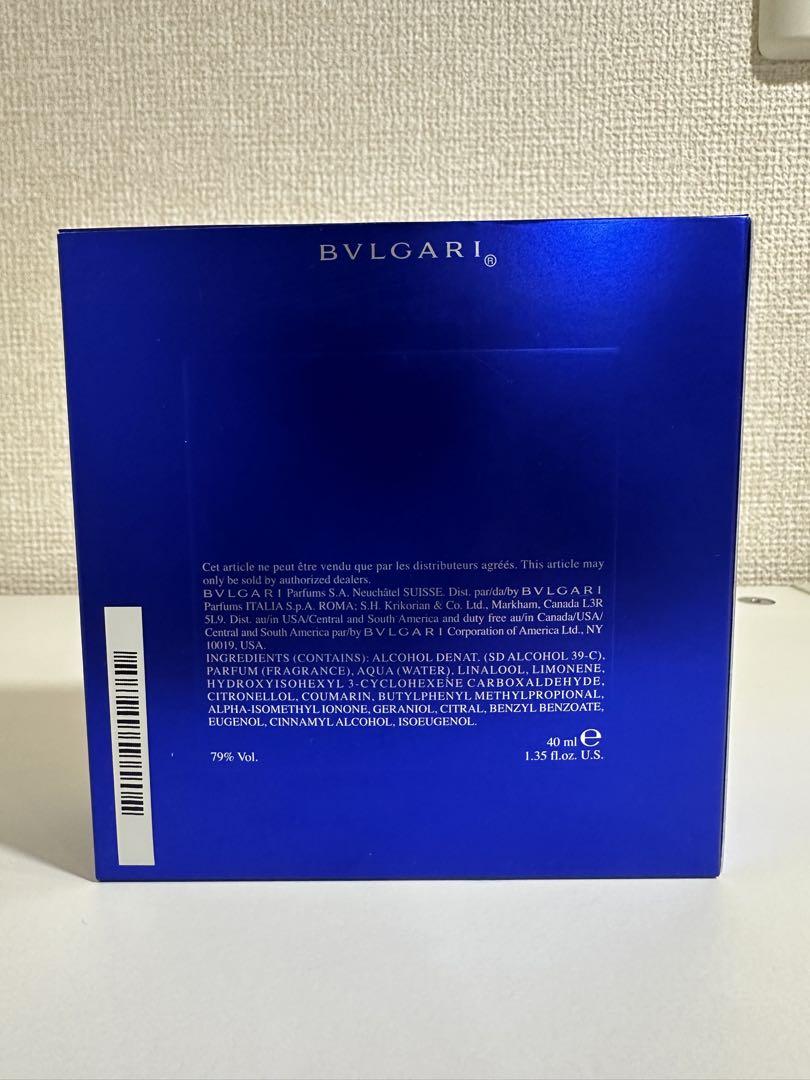 BVLGARI®
Cet article ne peut être vendu que par les distributeurs agréés. This article may
only be sold by authorized dealers.
BVLGARI Parfums S.A. Neuchâtel SUISSE. Dist. par/da/by BVLGARI
Parfums ITALIA S.p.A. ROMA; S.H. Krikorian & Co. Ltd., Markham, Canada L3R
5L9. Dist. au/in USA/Central and South America and duty free au/in Canada/USA/
Central and South America par/by BVLGARI Corporation of America Ltd., NY
10019, USA.
INGREDIENTS (CONTAINS): ALCOHOL DENAT. (SD ALCOHOL 39-C),
PARFUM (FRAGRANCE), AQUA (WATER), LINALOOL, LIMONENE,
HYDROXYISOHEXYL 3-CYCLOHEXENE CARBOXALDEHYDE,
CITRONELLOL, COUMARIN, BUTYLPHENYL METHYLPROPIONAL,
ALPHA-ISOMETHYL IONONE, GERANIOL, CITRAL, BENZYL BENZOATE,
EUGENOL, CINNAMYL ALCOHOL, ISOEUGENOL.
79% Vol.
40 ml ℮
1.35 fl.oz. U.S.